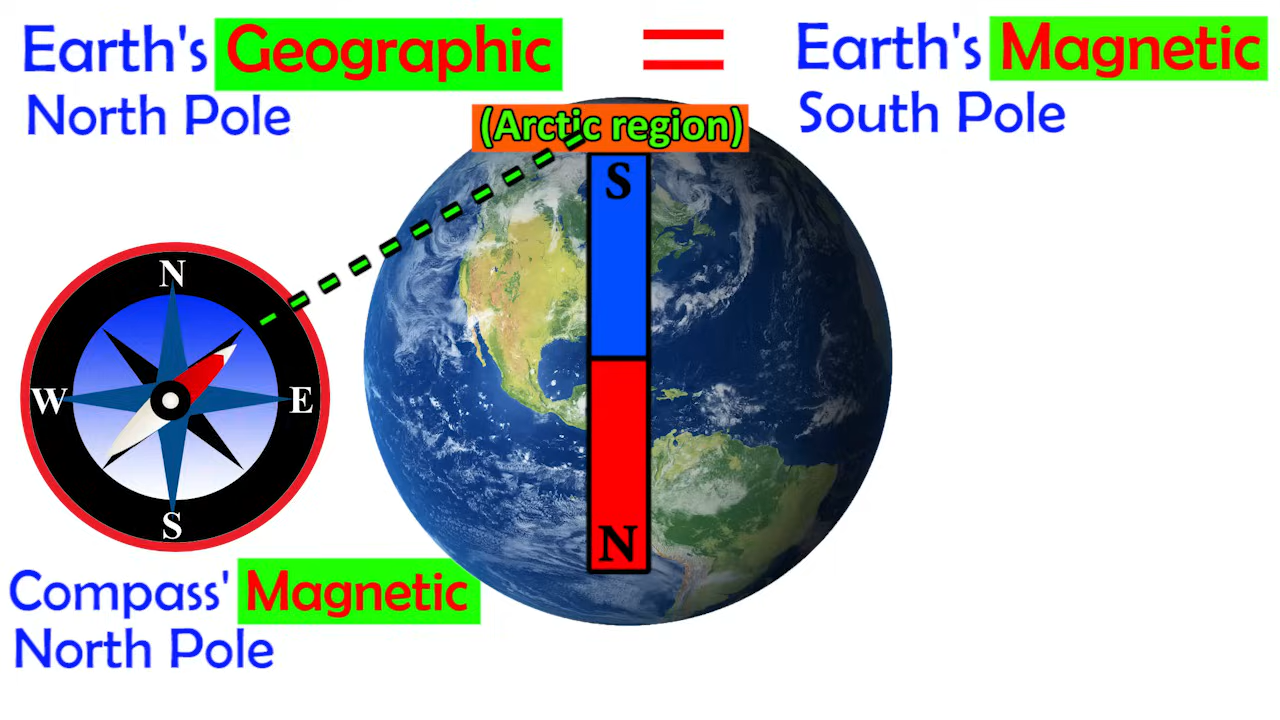 Earth's Geographic
North Pole
=
Earth's Magnetic
South Pole
(Arctic region)
S
N
N
W
E
S
Compass' Magnetic
North Pole